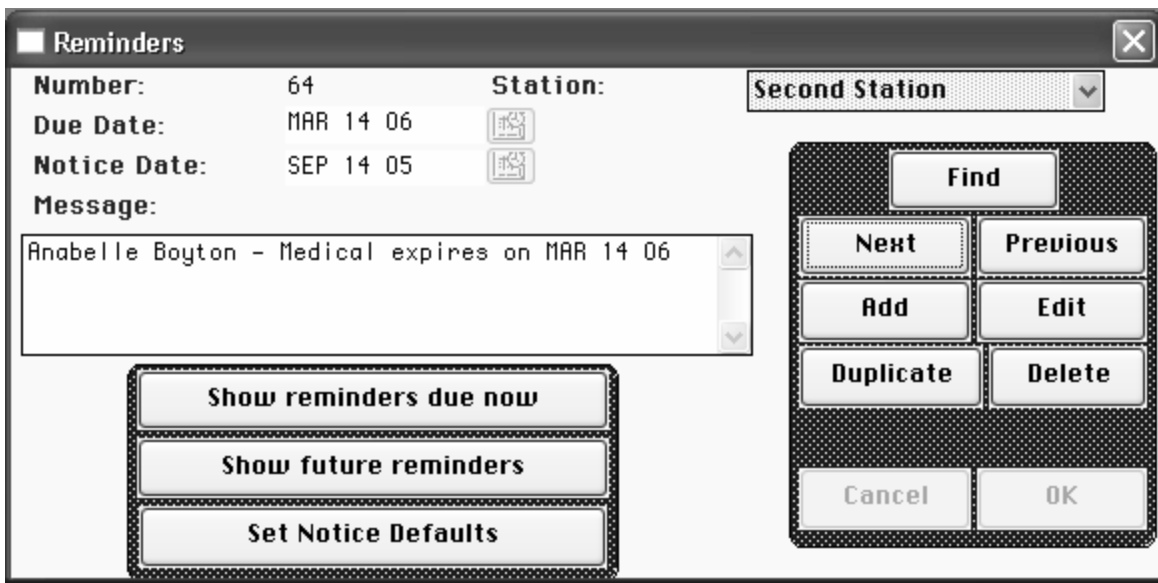 Reminders
Number: 64 Station: Second Station
Due Date: MAR 14 06
Notice Date: SEP 14 05
Message:
Anabelle Boyton - Medical expires on MAR 14 06
Find
Next Previous
Add Edit
Duplicate Delete
Cancel OK
Show reminders due now
Show future reminders
Set Notice Defaults